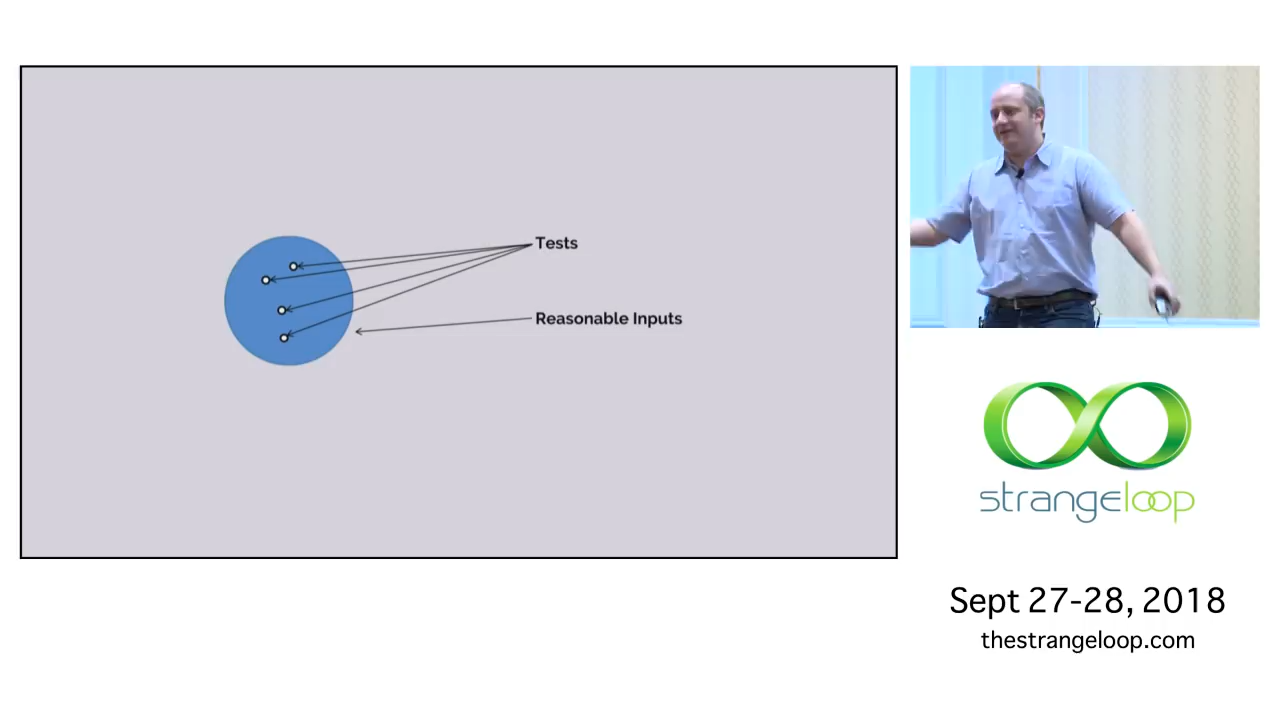 Tests
Reasonable Inputs
strangeloop
Sept 27-28, 2018
thestrangeloop.com